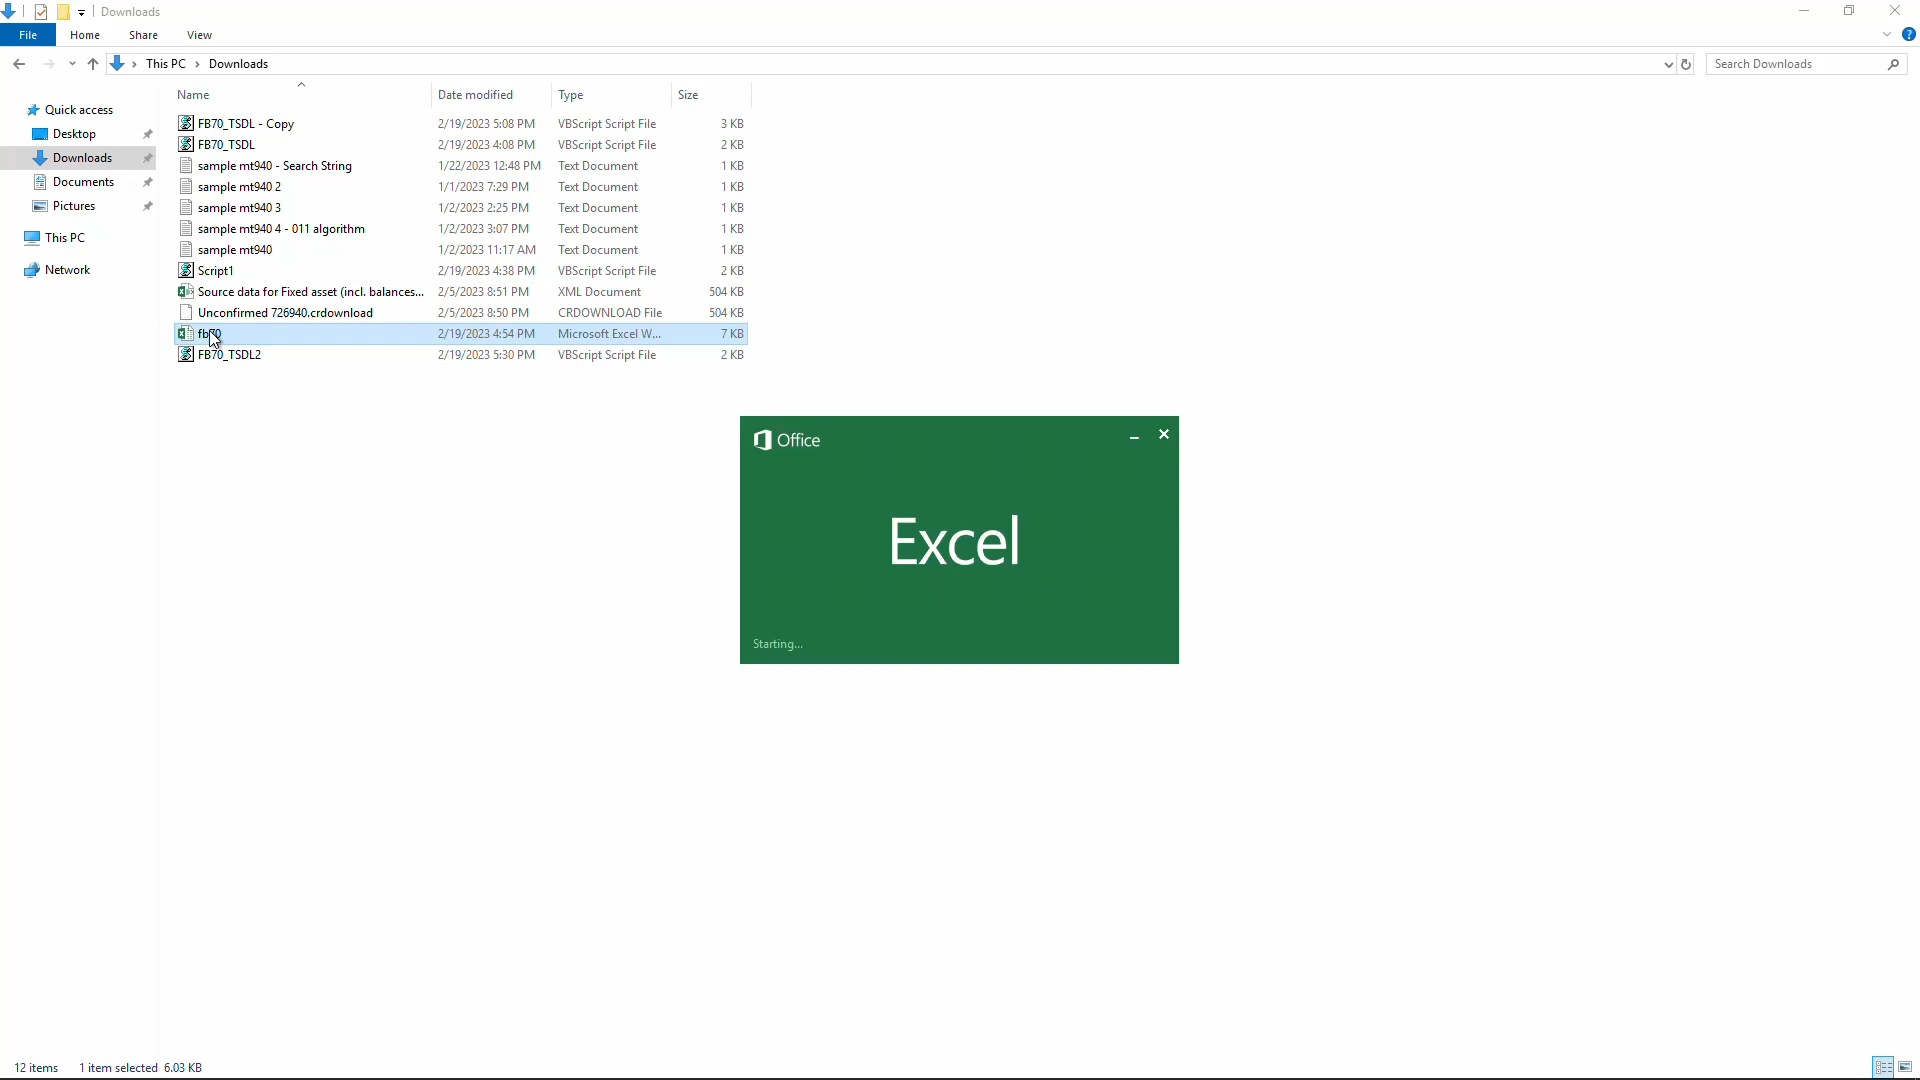 Downloads
File Home Share View
This PC Downloads Search Downloads
Name Date modified Type Size
Quick access
Desktop
Downloads
Documents
Pictures
This PC
Network
FB70_TSDL - Copy 2/19/2023 5:08 PM VBScript Script File 3 KB
FB70_TSDL 2/19/2023 4:08 PM VBScript Script File 2 KB
sample mt940 - Search String 1/22/2023 12:48 PM Text Document 1 KB
sample mt940 2 1/1/2023 7:29 PM Text Document 1 KB
sample mt940 3 1/2/2023 2:25 PM Text Document 1 KB
sample mt940 4 - 011 algorithm 1/2/2023 3:07 PM Text Document 1 KB
sample mt940 1/2/2023 11:17 AM Text Document 1 KB
Script1 2/19/2023 4:38 PM VBScript Script File 2 KB
Source data for Fixed asset (incl. balances... 2/5/2023 8:51 PM XML Document 504 KB
Unconfirmed 726940.crdownload 2/5/2023 8:50 PM CRDOWNLOAD File 504 KB
fb70 2/19/2023 4:54 PM Microsoft Excel W... 7 KB
FB70_TSDL2 2/19/2023 5:30 PM VBScript Script File 2 KB
Office
Excel
Starting...
12 items 1 item selected 6.03 KB